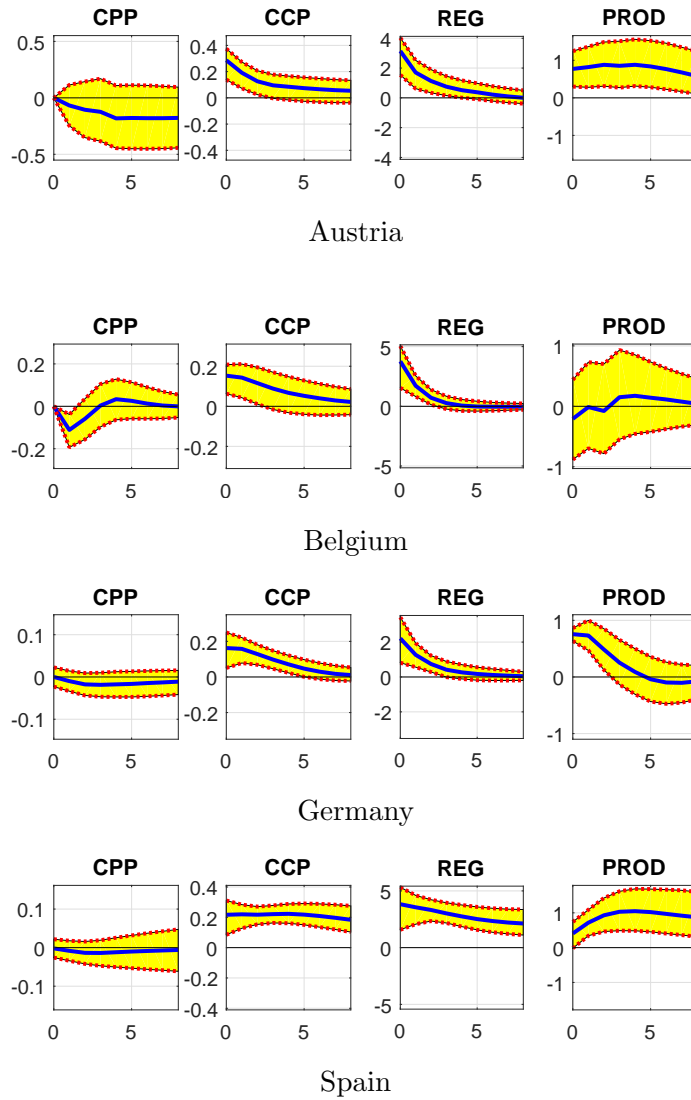 CPP CCP REG PROD
0.5 0 -0.5 0 5
0.4 0.2 0 -0.2 -0.4 0 5
4 2 0 -2 -4 0 5
1 0 -1 0 5
Austria
CPP CCP REG PROD
0.2 0 -0.2 0 5
0.2 0 -0.2 0 5
5 0 -5 0 5
1 0 -1 0 5
Belgium
CPP CCP REG PROD
0.1 0 -0.1 0 5
0.2 0 -0.2 0 5
2 0 -2 0 5
1 0 -1 0 5
Germany
CPP CCP REG PROD
0.1 0 -0.1 0 5
0.4 0.2 0 -0.2 -0.4 0 5
5 0 -5 0 5
1 0 -1 0 5
Spain